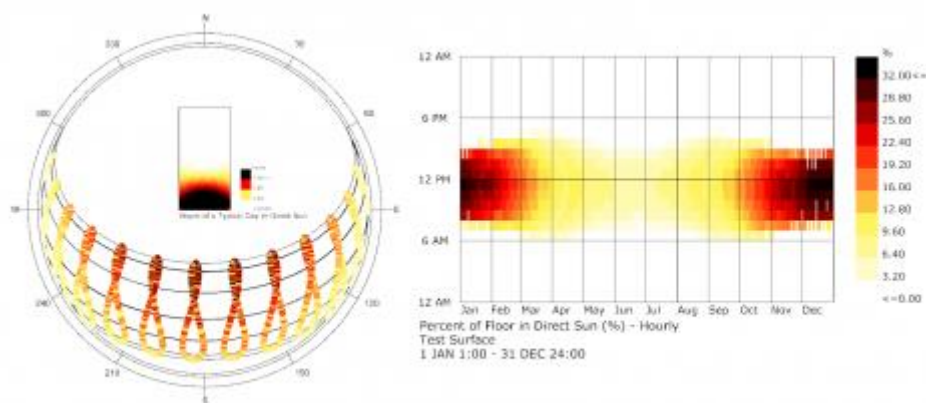 N
330
30
300
60
240
120
210
150
S
Hours of a Typical Day in Direct Sun
12 AM
6 PM
12 PM
6 AM
12 AM
Jan Feb Mar Apr May Jun Jul Aug Sep Oct Nov Dec
Percent of Floor in Direct Sun (%) - Hourly
Test Surface
1 JAN 1:00 - 31 DEC 24:00
%
32.00<=
28.80
25.60
22.40
19.20
16.00
12.80
9.60
6.40
3.20
<=0.00